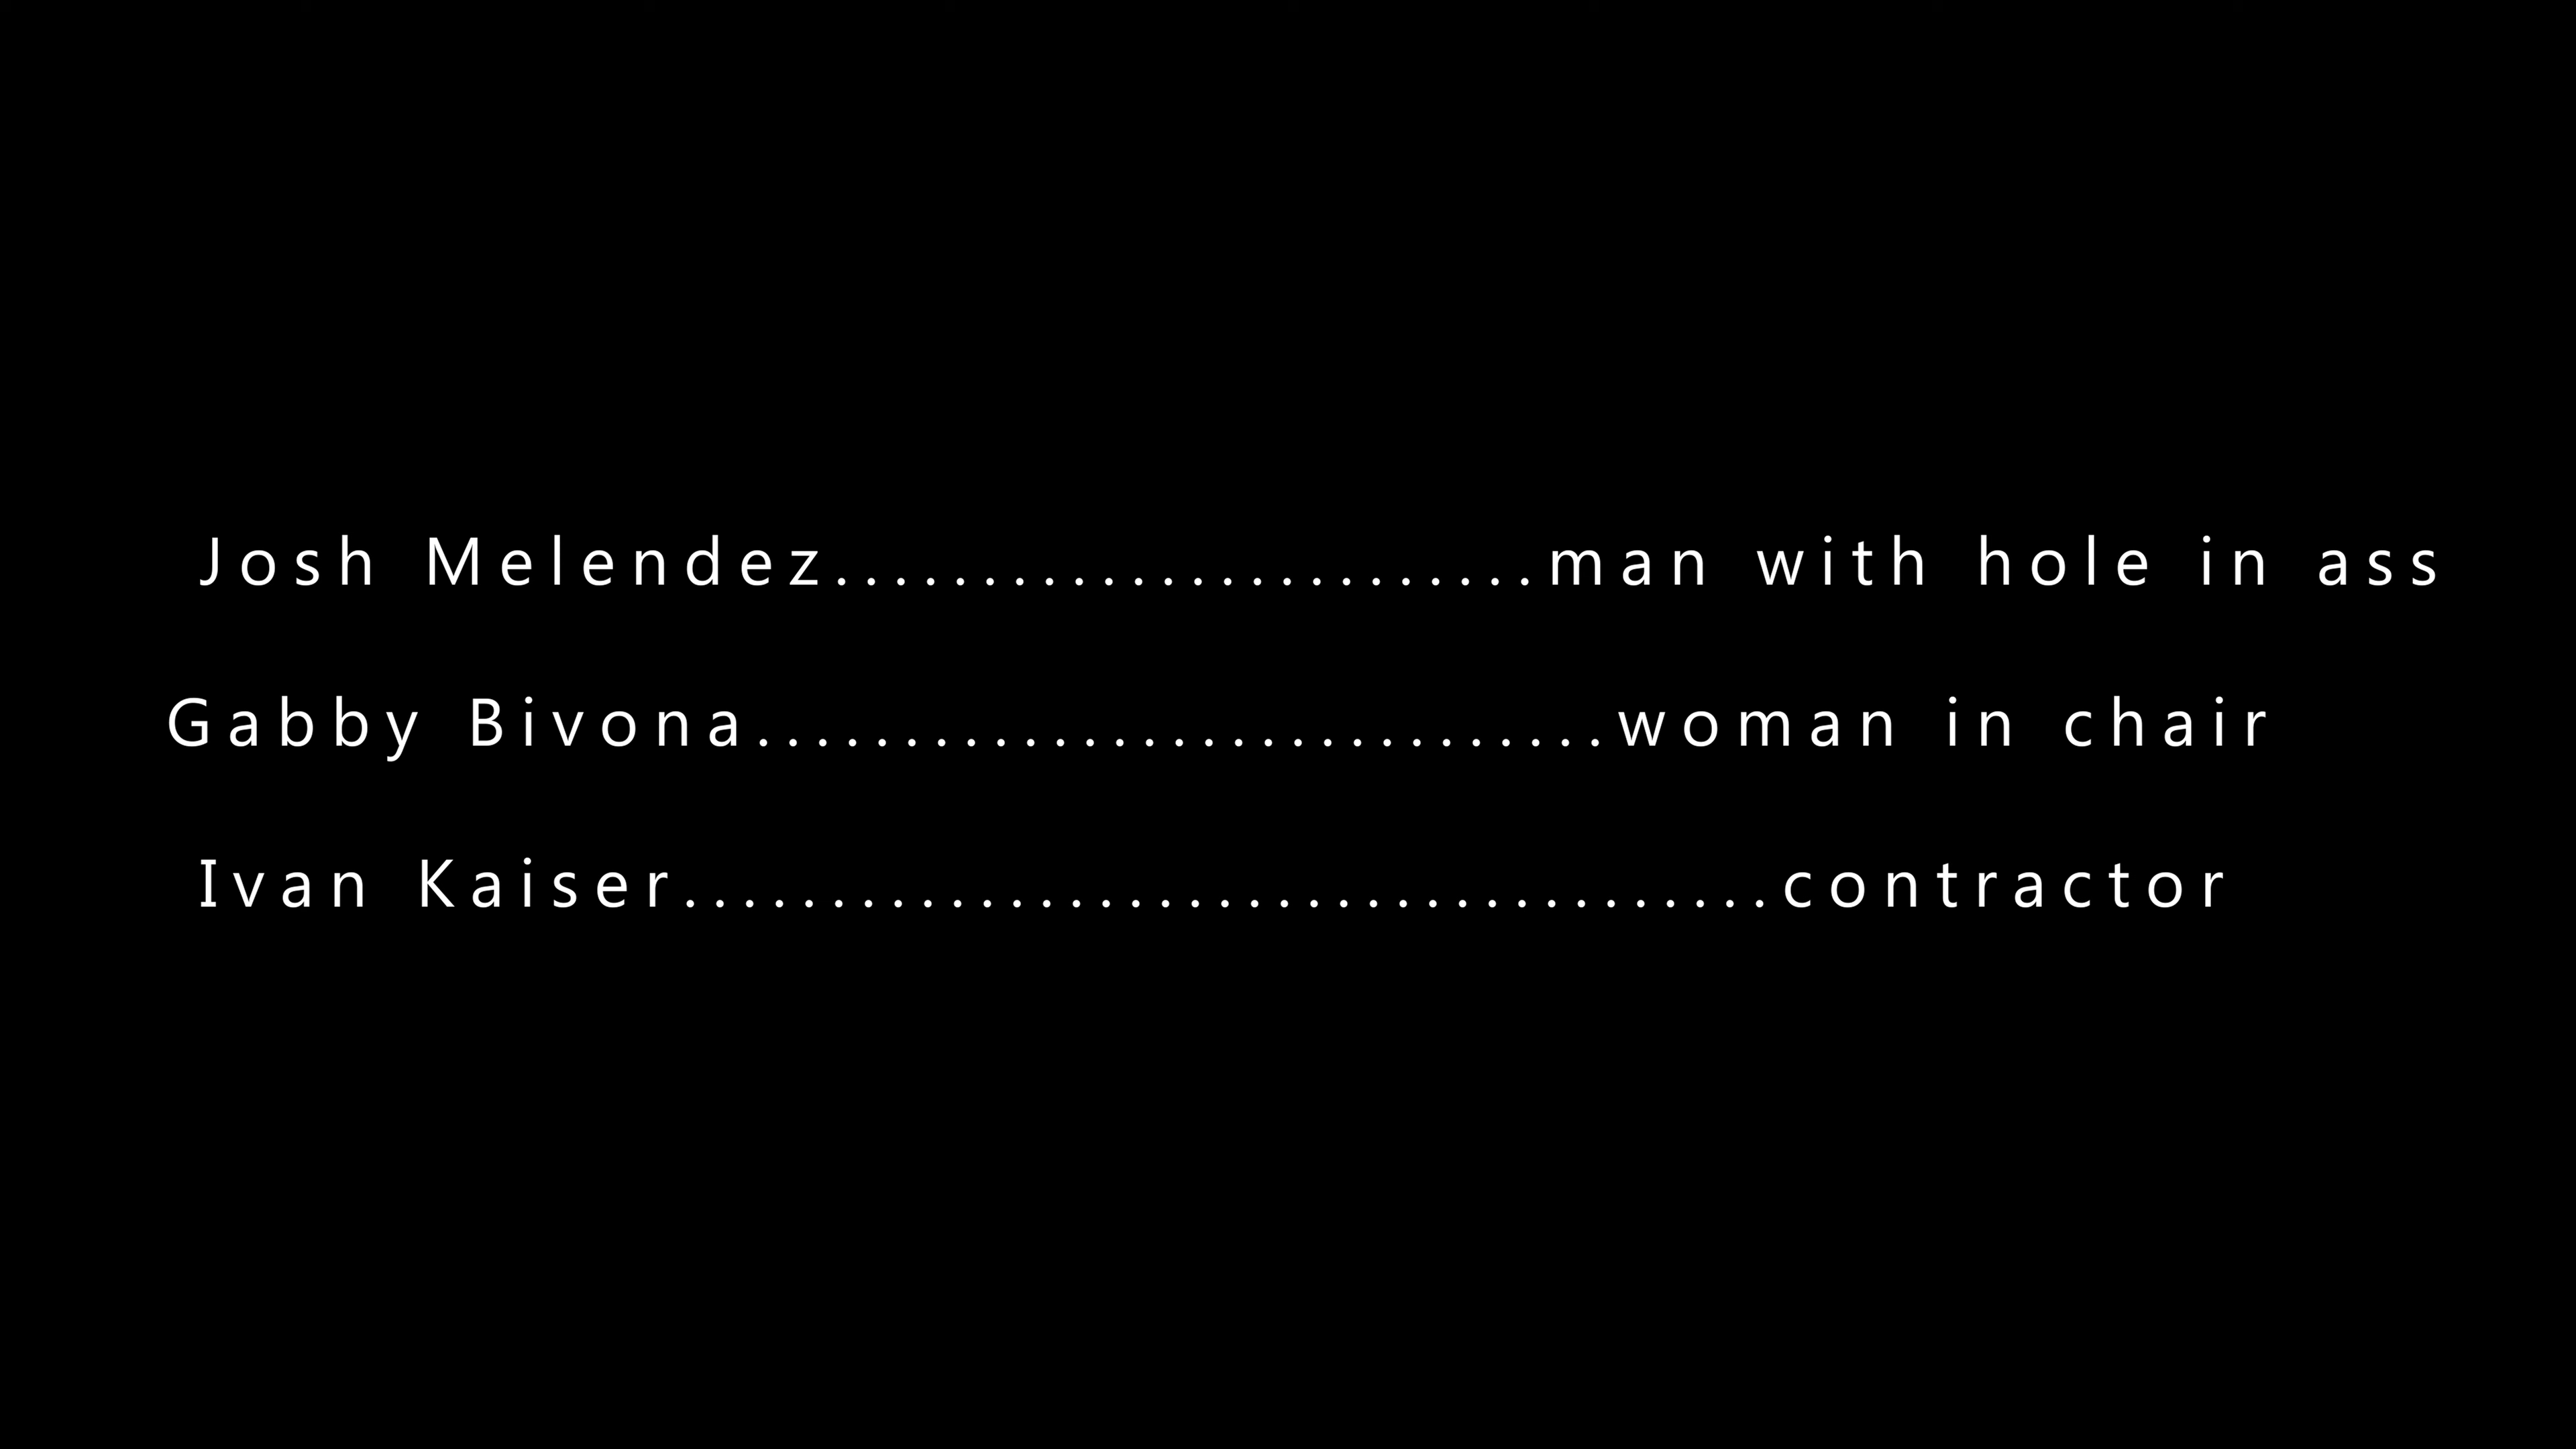 Josh Melendez........................man with hole in ass
Gabby Bivona.............................woman in chair
Ivan Kaiser.....................................contractor